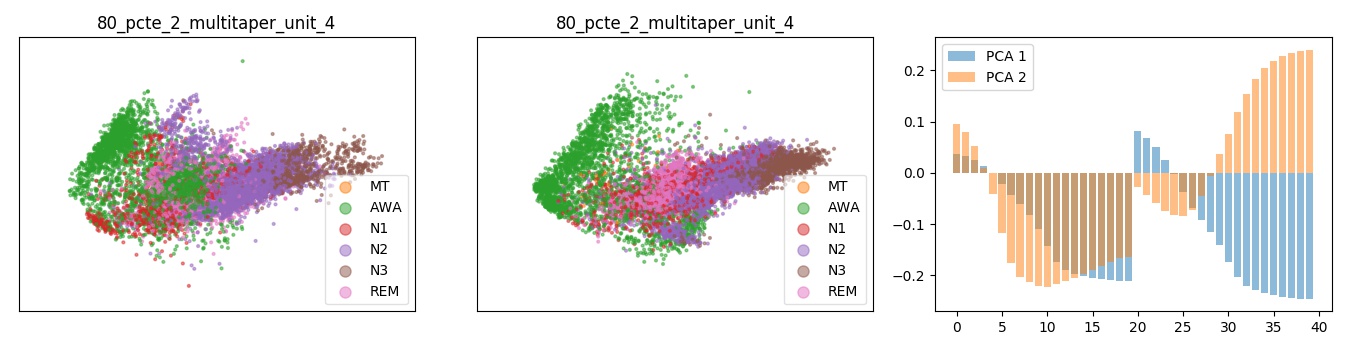 80_pcte_2_multitaper_unit_4
MT
AWA
N1
N2
N3
REM
80_pcte_2_multitaper_unit_4
MT
AWA
N1
N2
N3
REM
PCA 1
PCA 2
0.2
0.1
0.0
−0.1
−0.2
0 5 10 15 20 25 30 35 40